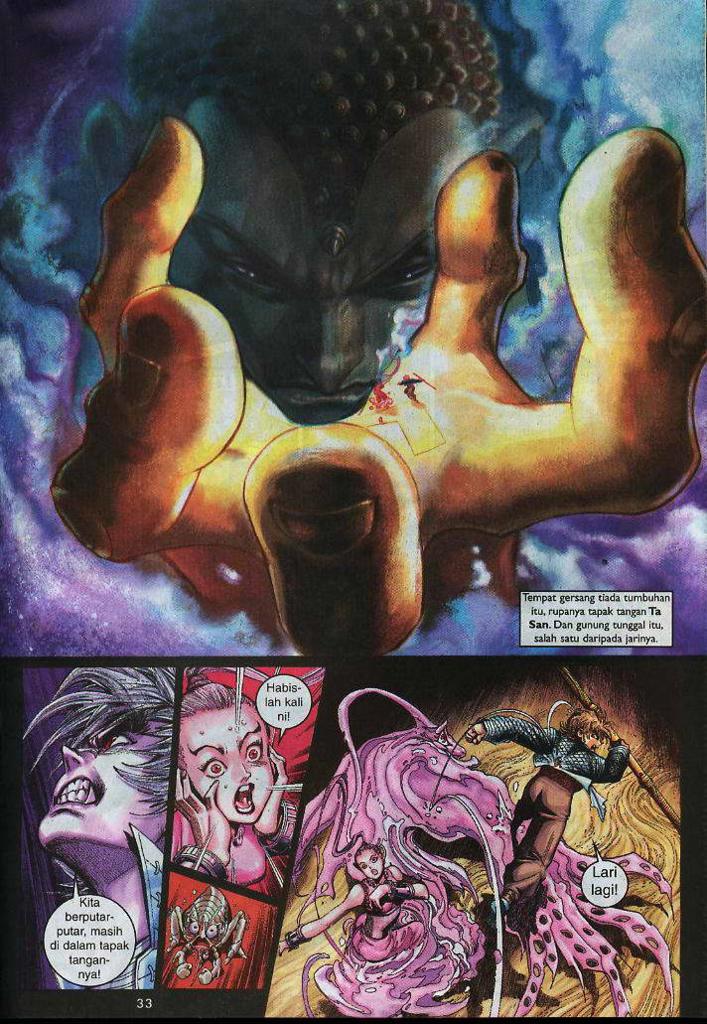 Tempat gersang tiada tumbuhan
itu, rupanya tapak tangan Ta
San. Dan gunung tunggal itu,
salah satu daripada jarinya.
Kita
berputar-
putar, masih
di dalam tapak
tangan-
nya!
Habis-
lah kali
ni!
Lari
lagi!
33